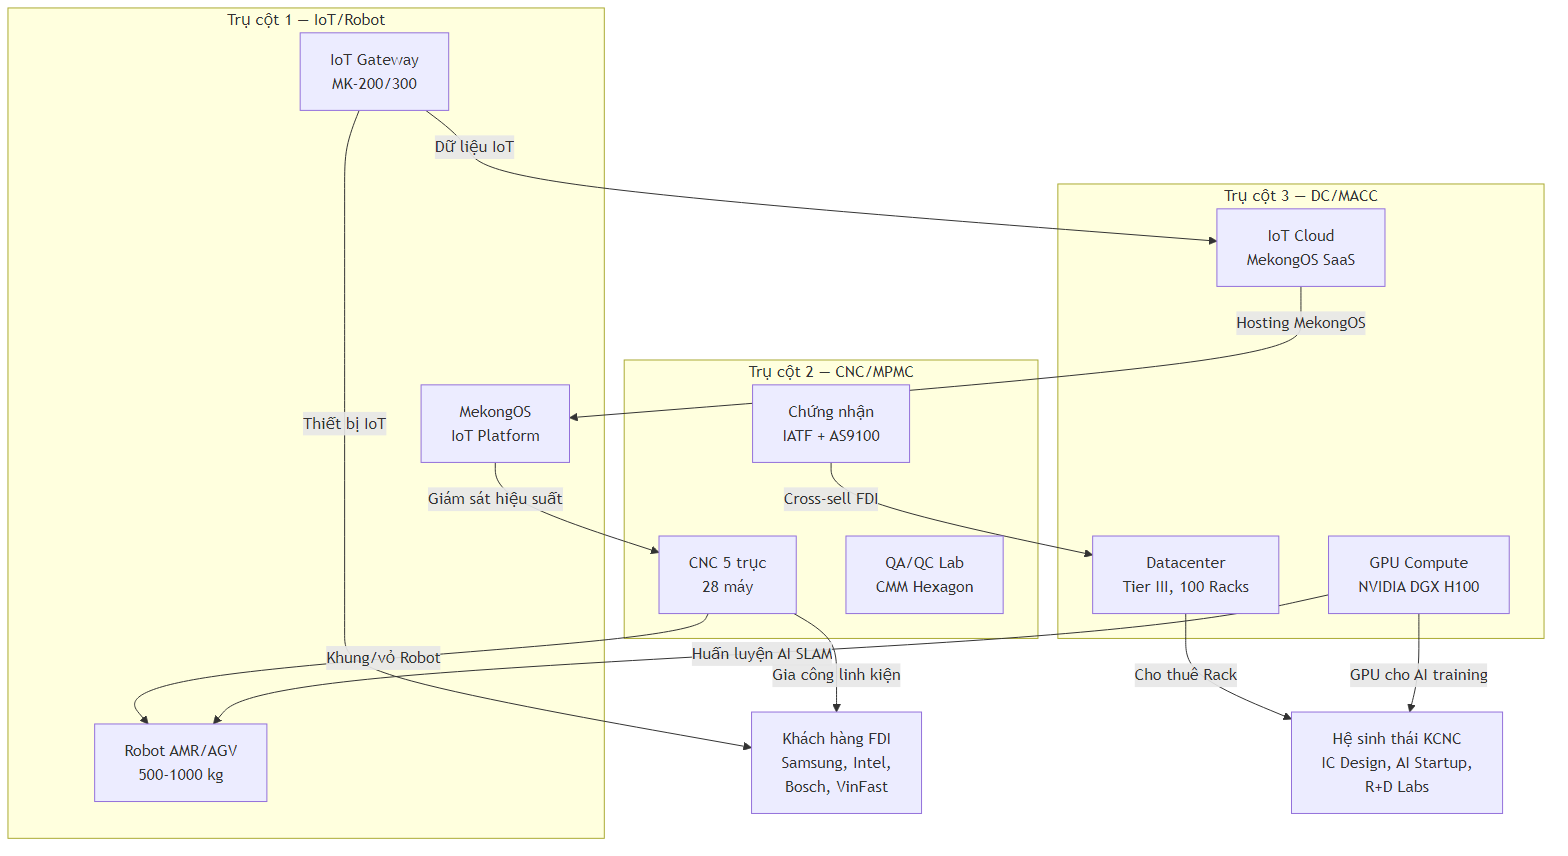 Trụ cột 1 — IoT/Robot
IoT Gateway
MK-200/300
Dữ liệu IoT
Trụ cột 3 — DC/MACC
IoT Cloud
MekongOS SaaS
Hosting MekongOS
Trụ cột 2 — CNC/MPMC
MekongOS
IoT Platform
Chứng nhận
IATF + AS9100
Thiết bị IoT
Giám sát hiệu suất
Cross-sell FDI
CNC 5 trục
28 máy
QA/QC Lab
CMM Hexagon
Datacenter
Tier III, 100 Racks
GPU Compute
NVIDIA DGX H100
Khung/vỏ Robot
Huấn luyện AI SLAM
Gia công linh kiện
Cho thuê Rack
GPU cho AI training
Robot AMR/AGV
500-1000 kg
Khách hàng FDI
Samsung, Intel,
Bosch, VinFast
Hệ sinh thái KCNC
IC Design, AI Startup,
R+D Labs